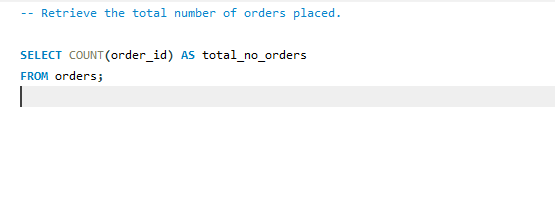 -- Retrieve the total number of orders placed.
SELECT COUNT(order_id) AS total_no_orders
FROM orders;